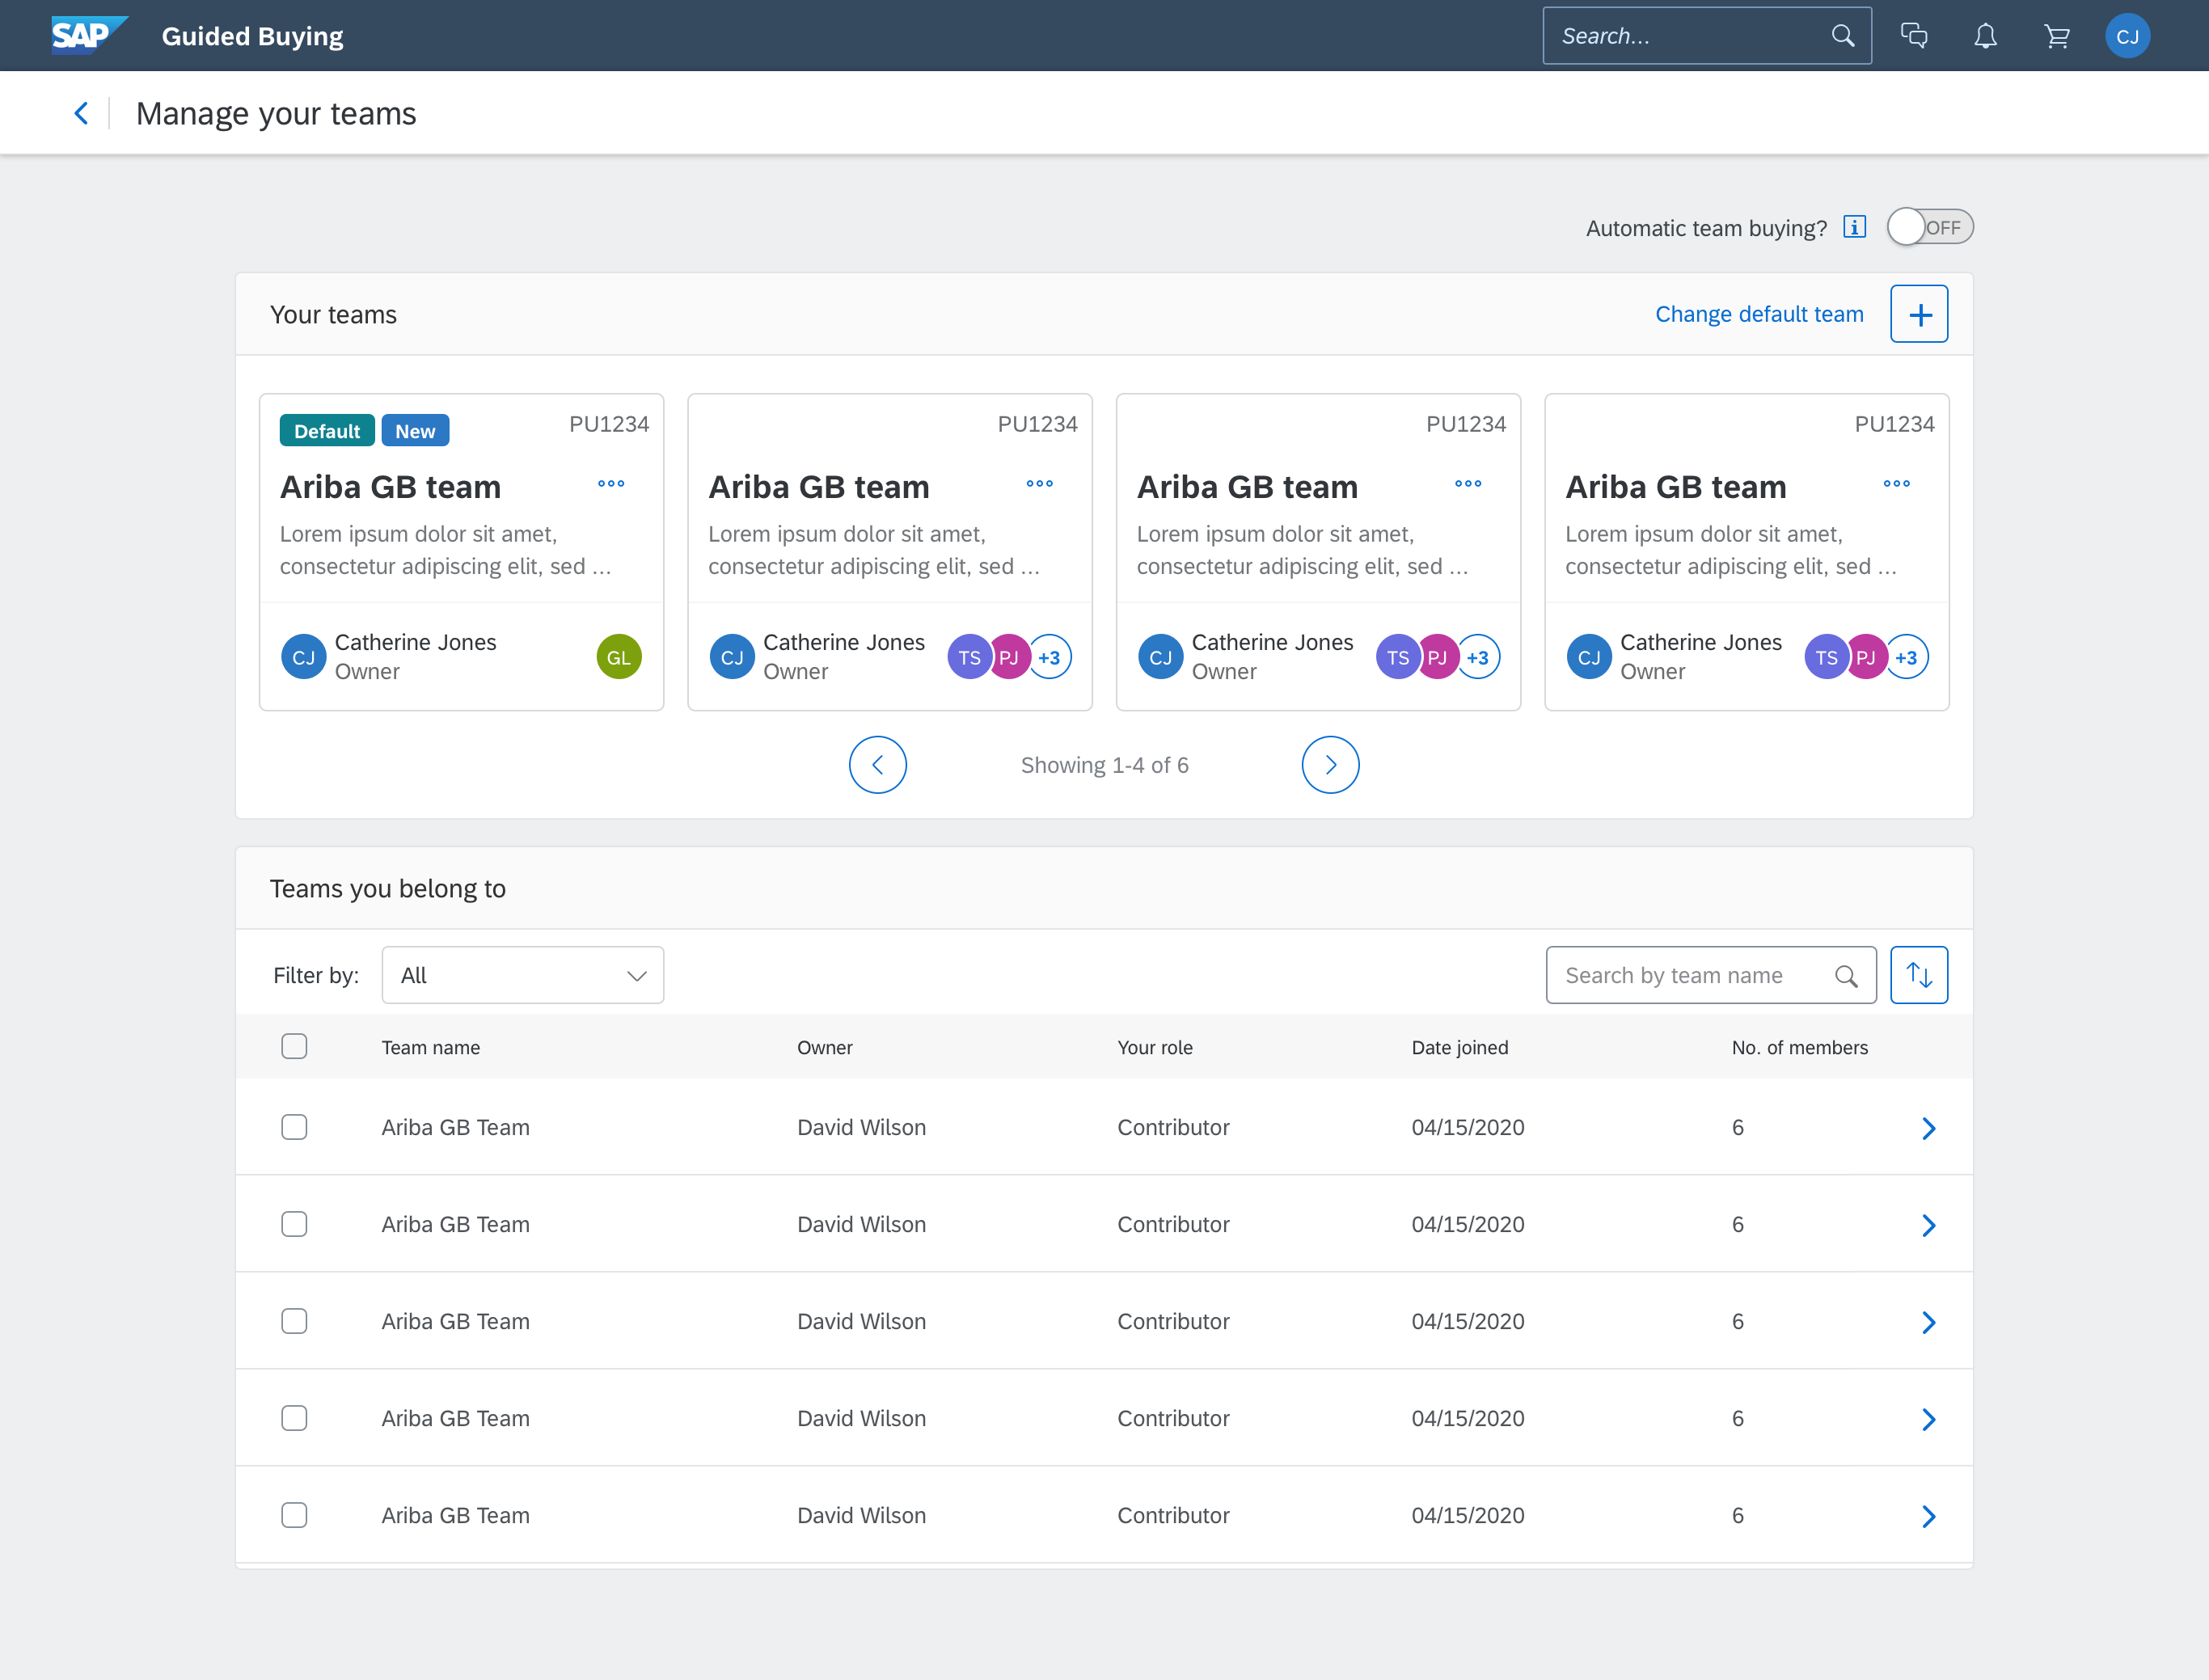 SAP Guided Buying Search... CJ
Manage your teams
Automatic team buying? i OFF
Your teams Change default team
Default New PU1234
Ariba GB team
Lorem ipsum dolor sit amet,
consectetur adipiscing elit, sed ...
CJ Catherine Jones GL
Owner
PU1234
Ariba GB team
Lorem ipsum dolor sit amet,
consectetur adipiscing elit, sed ...
CJ Catherine Jones TS PJ +3
Owner
PU1234
Ariba GB team
Lorem ipsum dolor sit amet,
consectetur adipiscing elit, sed ...
CJ Catherine Jones TS PJ +3
Owner
PU1234
Ariba GB team
Lorem ipsum dolor sit amet,
consectetur adipiscing elit, sed ...
CJ Catherine Jones TS PJ +3
Owner
Showing 1-4 of 6
Teams you belong to
Filter by: All Search by team name
Team name Owner Your role Date joined No. of members
Ariba GB Team David Wilson Contributor 04/15/2020 6
Ariba GB Team David Wilson Contributor 04/15/2020 6
Ariba GB Team David Wilson Contributor 04/15/2020 6
Ariba GB Team David Wilson Contributor 04/15/2020 6
Ariba GB Team David Wilson Contributor 04/15/2020 6